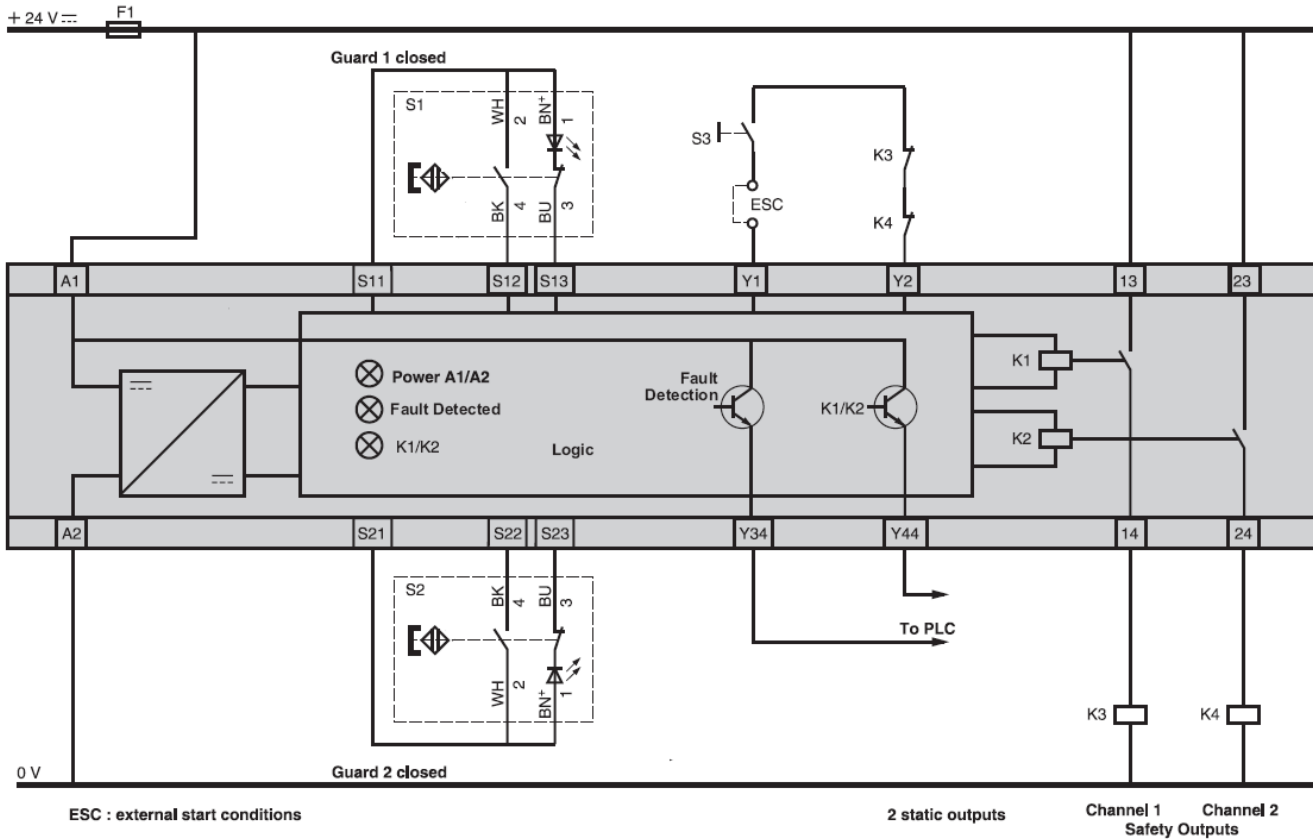 + 24 V
F1
Guard 1 closed
S1
WH
2
BN+
1
BK
4
BU
3
S3
ESC
K3
K4
A1
S11
S12
S13
Y1
Y2
13
23
Power A1/A2
Fault Detected
K1/K2
Logic
Fault
Detection
K1/K2
K1
K2
A2
S21
S22
S23
Y34
Y44
14
24
S2
BK
4
BU
3
WH
2
BN+
1
To PLC
K3
K4
0 V
Guard 2 closed
ESC : external start conditions
2 static outputs
Channel 1
Channel 2
Safety Outputs